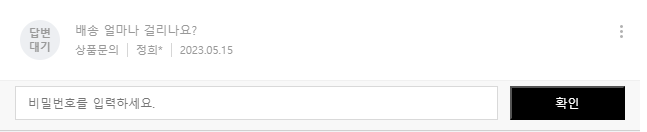 답변
대기
배송 얼마나 걸리나요?
상품문의 정희* 2023.05.15
비밀번호를 입력하세요. 확인